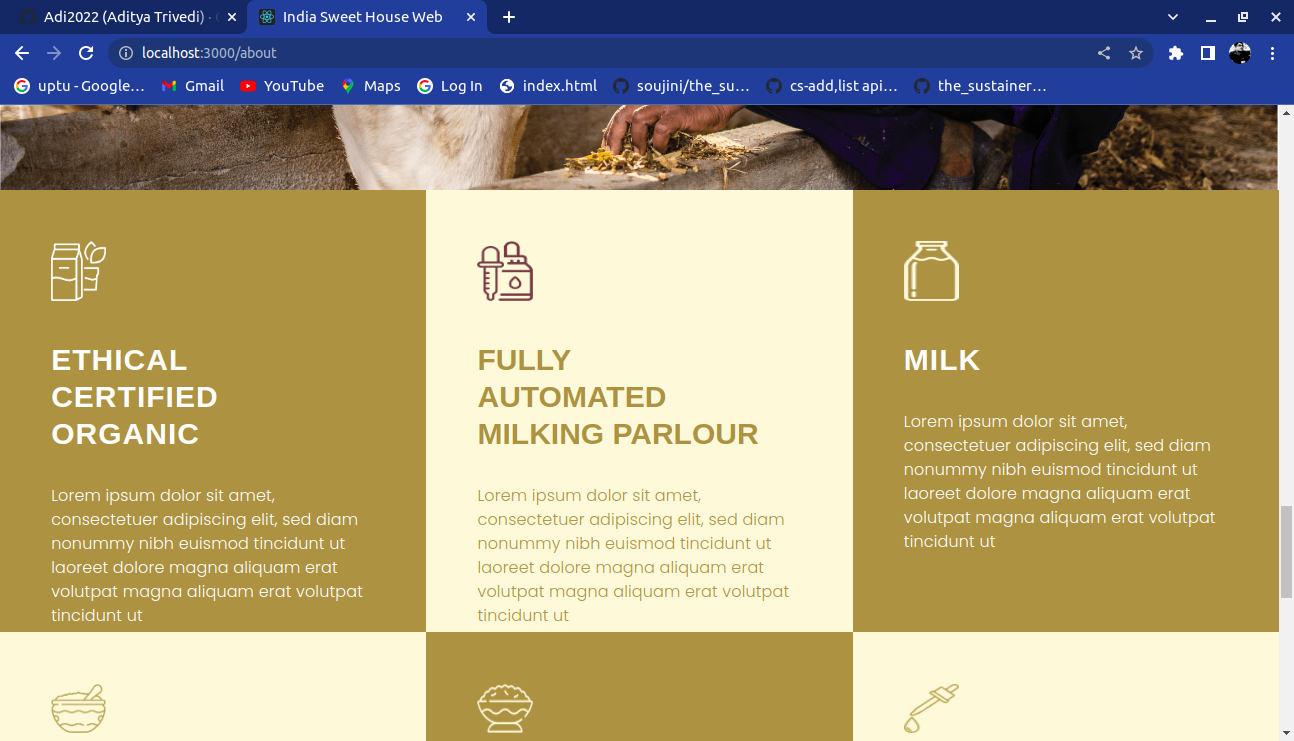 Adi2022 (Aditya Trivedi) ·
India Sweet House Web
localhost:3000/about
uptu - Google…
Gmail
YouTube
Maps
Log In
index.html
soujini/the_su…
cs-add,list api…
the_sustainer…
ETHICAL
CERTIFIED
ORGANIC
Lorem ipsum dolor sit amet,
consectetuer adipiscing elit, sed diam
nonummy nibh euismod tincidunt ut
laoreet dolore magna aliquam erat
volutpat magna aliquam erat volutpat
tincidunt ut
FULLY
AUTOMATED
MILKING PARLOUR
Lorem ipsum dolor sit amet,
consectetuer adipiscing elit, sed diam
nonummy nibh euismod tincidunt ut
laoreet dolore magna aliquam erat
volutpat magna aliquam erat volutpat
tincidunt ut
MILK
Lorem ipsum dolor sit amet,
consectetuer adipiscing elit, sed diam
nonummy nibh euismod tincidunt ut
laoreet dolore magna aliquam erat
volutpat magna aliquam erat volutpat
tincidunt ut